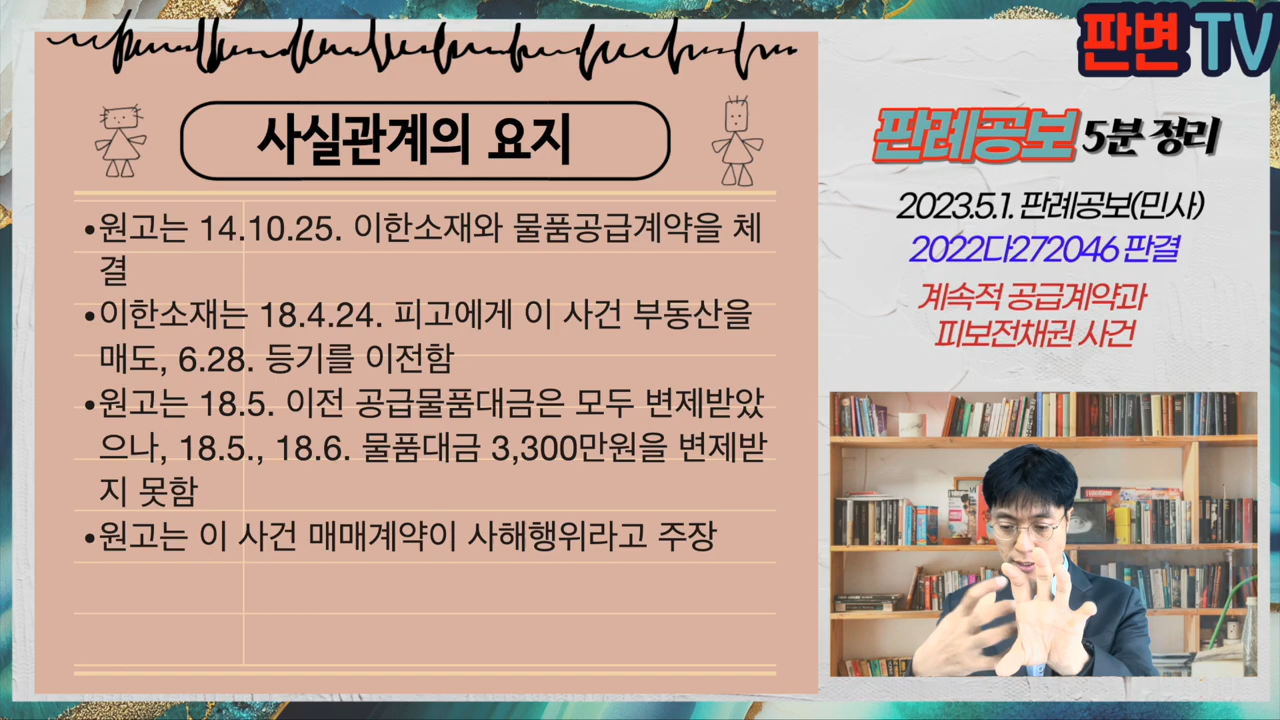 판변 TV
사실관계의 요지
•원고는 14.10.25. 이한소재와 물품공급계약을 체
결
•이한소재는 18.4.24. 피고에게 이 사건 부동산을
매도, 6.28. 등기를 이전함
•원고는 18.5. 이전 공급물품대금은 모두 변제받았
으나, 18.5., 18.6. 물품대금 3,300만원을 변제받
지 못함
•원고는 이 사건 매매계약이 사해행위라고 주장
판례공보 5분 정리
2023.5.1. 판례공보(민사)
2022다272046 판결
계속적 공급계약과
피보전채권 사건